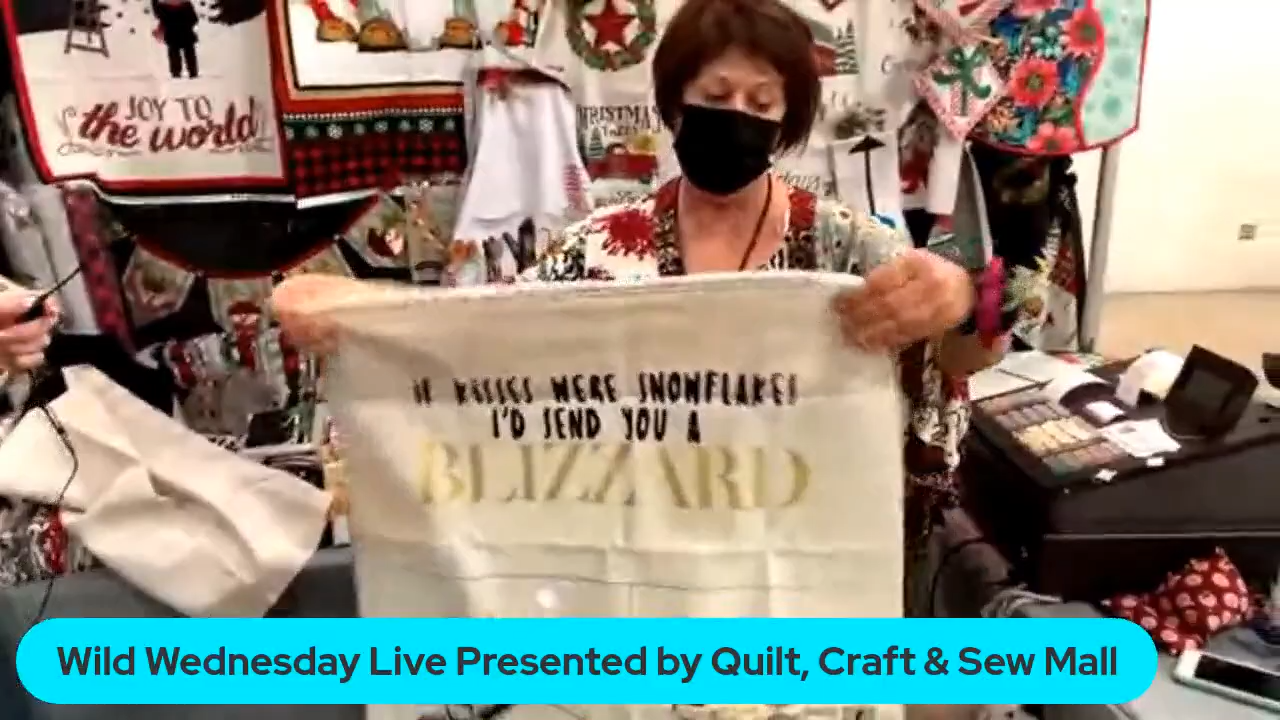 JOY TO
the world
CHRISTMAS
IF KISSES WERE SNOWFLAKES
I'D SEND YOU A
BLIZZARD
Wild Wednesday Live Presented by Quilt, Craft & Sew Mall